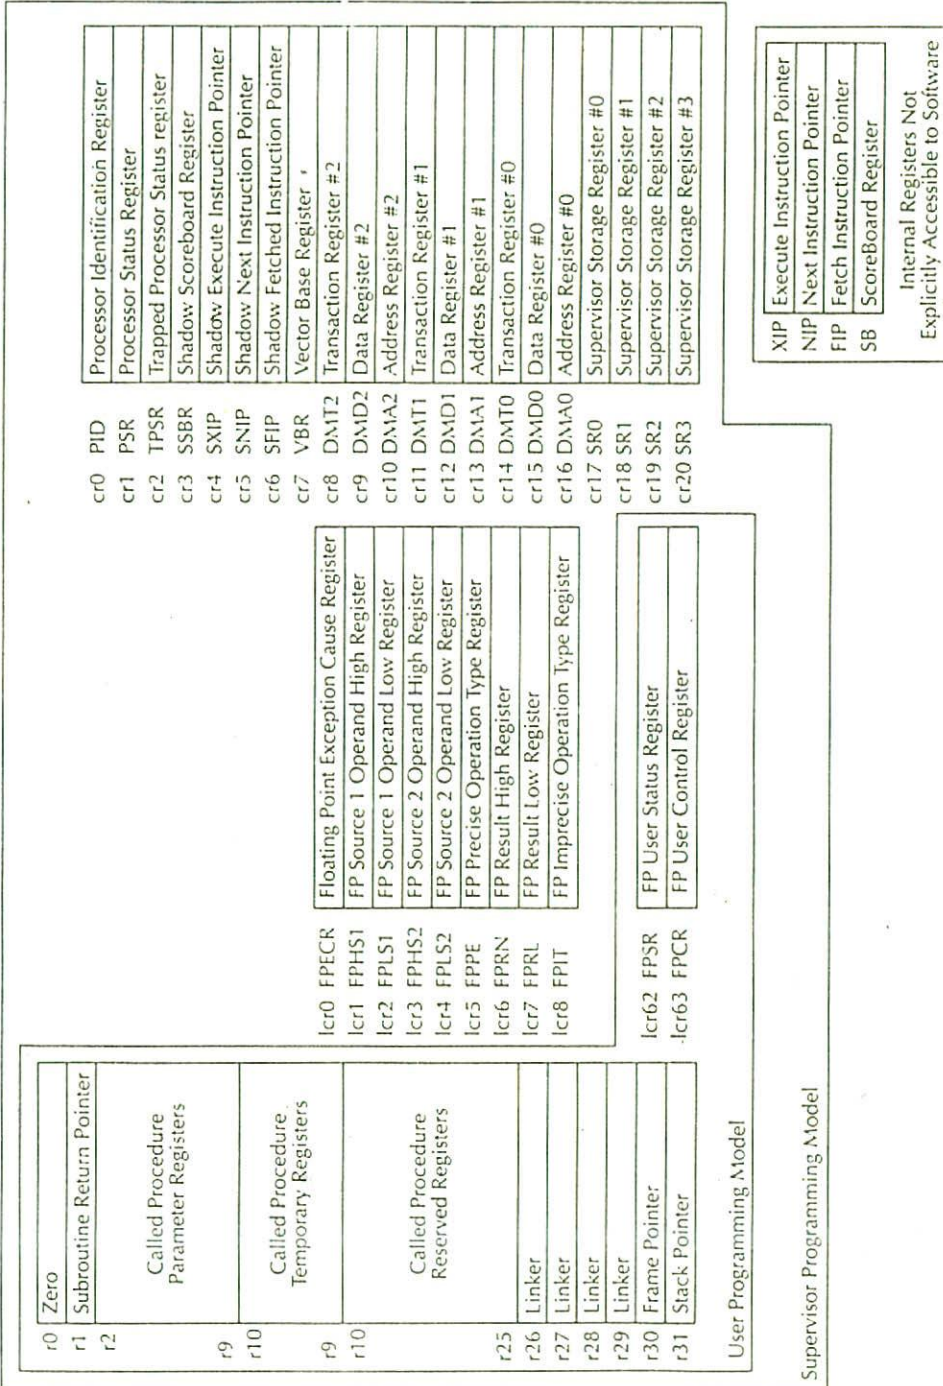 r0 Zero
r1 Subroutine Return Pointer
r2
Called Procedure
Parameter Registers
r9
r10
Called Procedure
Temporary Registers
r9
r10
Called Procedure
Reserved Registers
r25
r26 Linker
r27 Linker
r28 Linker
r29 Linker
r30 Frame Pointer
r31 Stack Pointer
User Programming Model
Supervisor Programming Model
lcr0 FPECR Floating Point Exception Cause Register
lcr1 FPHS1 FP Source 1 Operand High Register
lcr2 FPLS1 FP Source 1 Operand Low Register
lcr3 FPHS2 FP Source 2 Operand High Register
lcr4 FPLS2 FP Source 2 Operand Low Register
lcr5 FPPE FP Precise Operation Type Register
lcr6 FPRN FP Result High Register
lcr7 FPRL FP Result Low Register
lcr8 FPIT FP Imprecise Operation Type Register
lcr62 FPSR FP User Status Register
lcr63 FPCR FP User Control Register
cr0 PID Processor Identification Register
cr1 PSR Processor Status Register
cr2 TPSR Trapped Processor Status register
cr3 SSBR Shadow Scoreboard Register
cr4 SXIP Shadow Execute Instruction Pointer
cr5 SNIP Shadow Next Instruction Pointer
cr6 SFIP Shadow Fetched Instruction Pointer
cr7 VBR Vector Base Register
cr8 DMT2 Transaction Register #2
cr9 DMD2 Data Register #2
cr10 DMA2 Address Register #2
cr11 DMT1 Transaction Register #1
cr12 DMD1 Data Register #1
cr13 DMA1 Address Register #1
cr14 DMT0 Transaction Register #0
cr15 DMD0 Data Register #0
cr16 DMA0 Address Register #0
cr17 SR0 Supervisor Storage Register #0
cr18 SR1 Supervisor Storage Register #1
cr19 SR2 Supervisor Storage Register #2
cr20 SR3 Supervisor Storage Register #3
XIP Execute Instruction Pointer
NIP Next Instruction Pointer
FIP Fetch Instruction Pointer
SB ScoreBoard Register
Internal Registers Not
Explicitly Accessible to Software